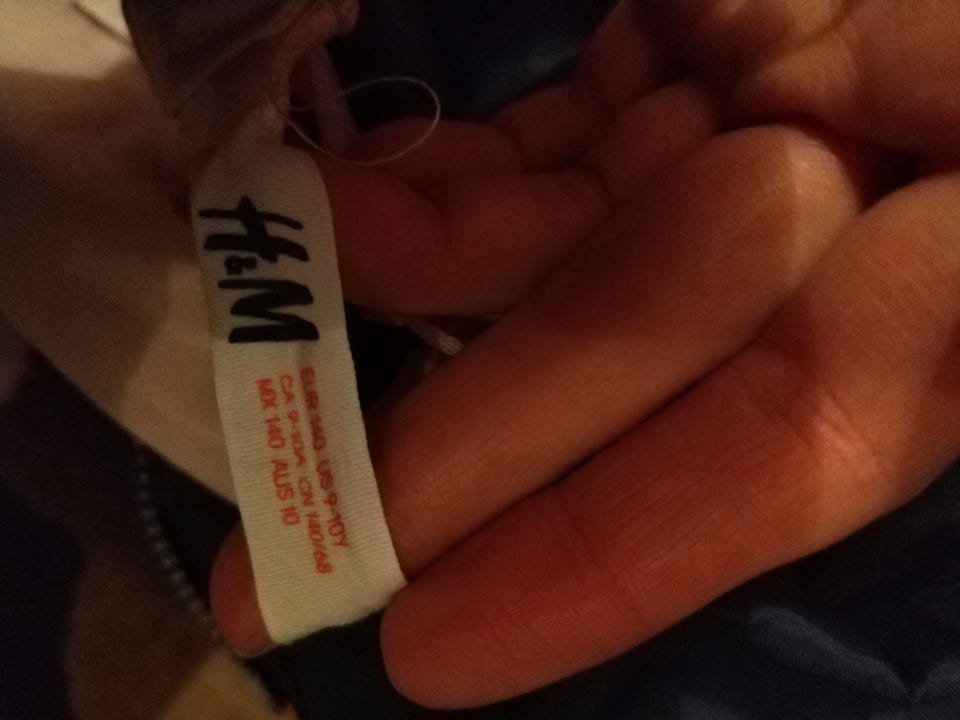 H&M
EUR 140 US 9-10Y
CA 9-10A CN 140/68
MX 140 AUS 10